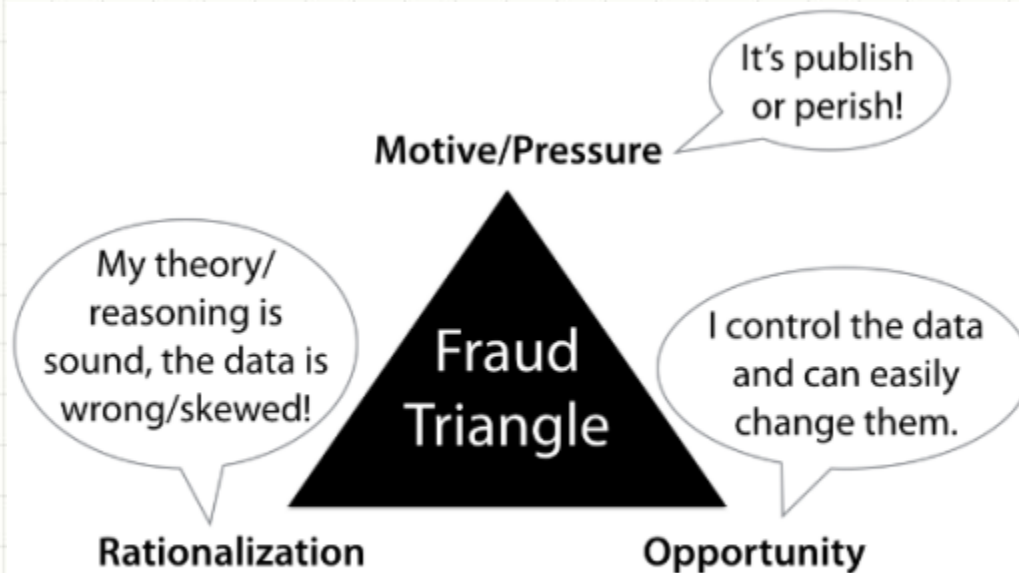 It's publish
or perish!
Motive/Pressure
My theory/
reasoning is
sound, the data is
wrong/skewed!
Fraud
Triangle
I control the data
and can easily
change them.
Rationalization
Opportunity